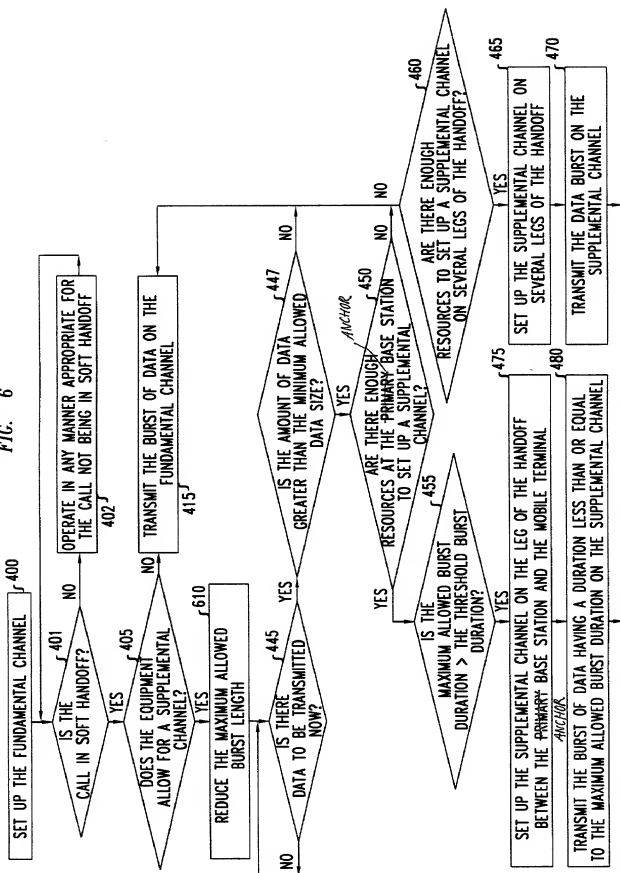 FIG. 6
SET UP THE FUNDAMENTAL CHANNEL
400
IS THE
CALL IN SOFT HANDOFF?
401
NO
OPERATE IN ANY MANNER APPROPRIATE FOR
THE CALL NOT BEING IN SOFT HANDOFF
402
YES
DOES THE EQUIPMENT
ALLOW FOR A SUPPLEMENTAL
CHANNEL?
405
NO
TRANSMIT THE BURST OF DATA ON THE
FUNDAMENTAL CHANNEL
415
YES
REDUCE THE MAXIMUM ALLOWED
BURST LENGTH
610
IS THERE
DATA TO BE TRANSMITTED
NOW?
445
NO
YES
IS THE AMOUNT OF DATA
GREATER THAN THE MINIMUM ALLOWED
DATA SIZE?
447
NO
YES
ARE THERE ENOUGH
RESOURCES AT THE PRIMARY BASE STATION
ANCHOR
TO SET UP A SUPPLEMENTAL
CHANNEL?
450
NO
YES
IS THE
MAXIMUM ALLOWED BURST
DURATION > THE THRESHOLD BURST
DURATION?
455
YES
ARE THERE ENOUGH
RESOURCES TO SET UP A SUPPLEMENTAL CHANNEL
ON SEVERAL LEGS OF THE HANDOFF?
460
NO
YES
SET UP THE SUPPLEMENTAL CHANNEL ON
SEVERAL LEGS OF THE HANDOFF
465
TRANSMIT THE DATA BURST ON THE
SUPPLEMENTAL CHANNEL
470
SET UP THE SUPPLEMENTAL CHANNEL ON THE LEG OF THE HANDOFF
BETWEEN THE PRIMARY BASE STATION AND THE MOBILE TERMINAL
475
ANCHOR
TRANSMIT THE BURST OF DATA HAVING A DURATION LESS THAN OR EQUAL
TO THE MAXIMUM ALLOWED BURST DURATION ON THE SUPPLEMENTAL CHANNEL
480